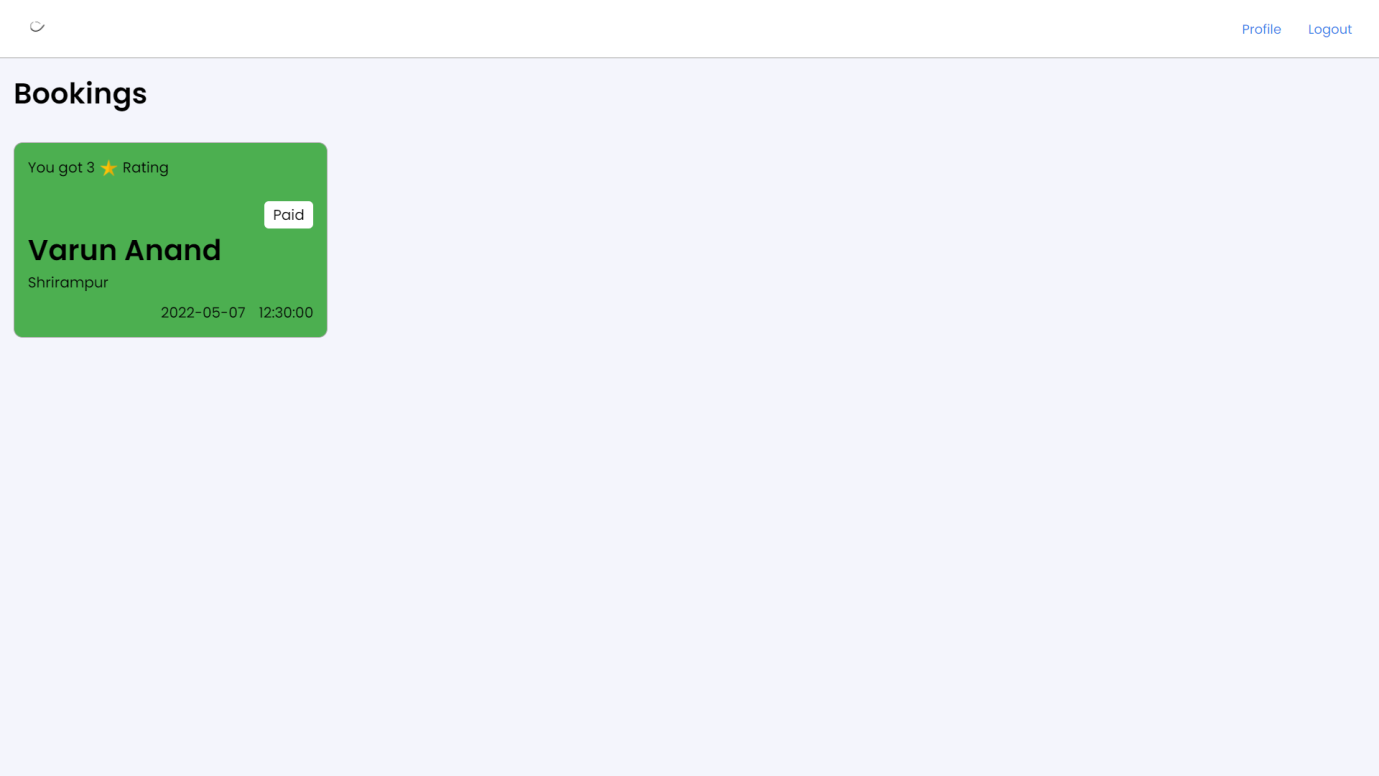 Profile Logout
Bookings
You got 3 ⭐ Rating
Paid
Varun Anand
Shrirampur
2022-05-07 12:30:00